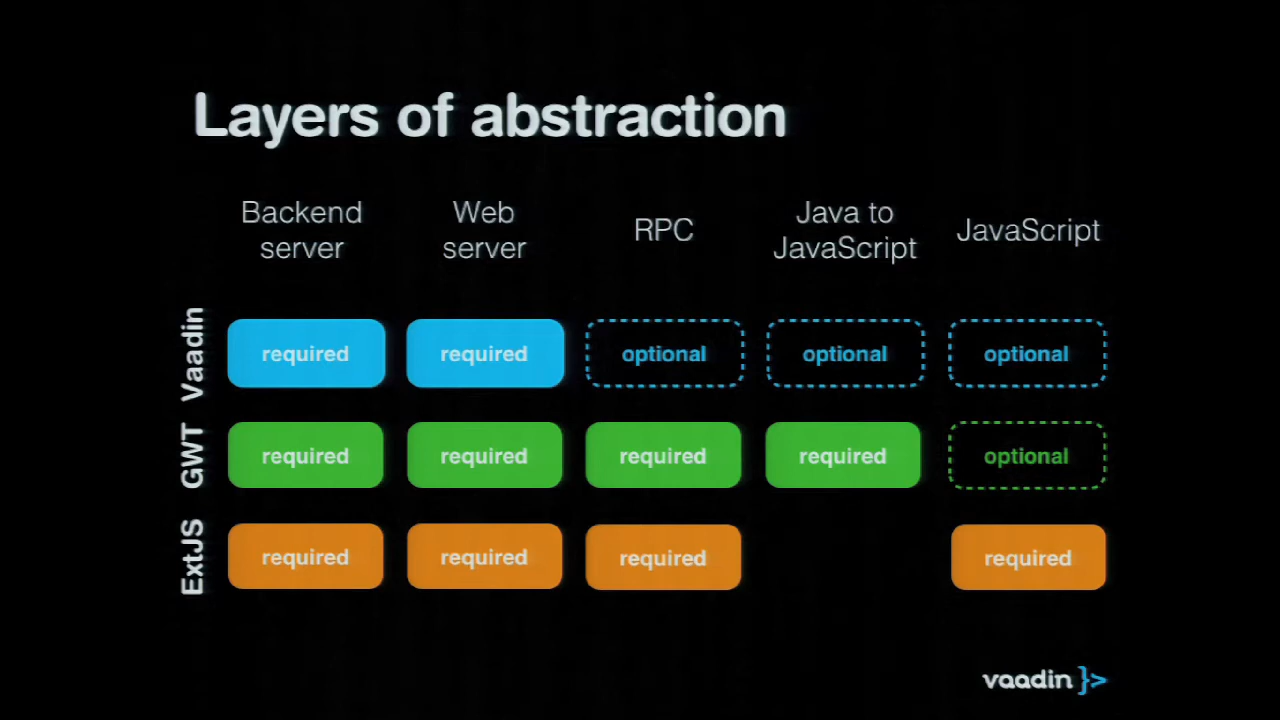 Layers of abstraction
Backend
server
Web
server
RPC
Java to
JavaScript
JavaScript
Vaadin
required
required
optional
optional
optional
GWT
required
required
required
required
optional
ExtJS
required
required
required
required
vaadin }>